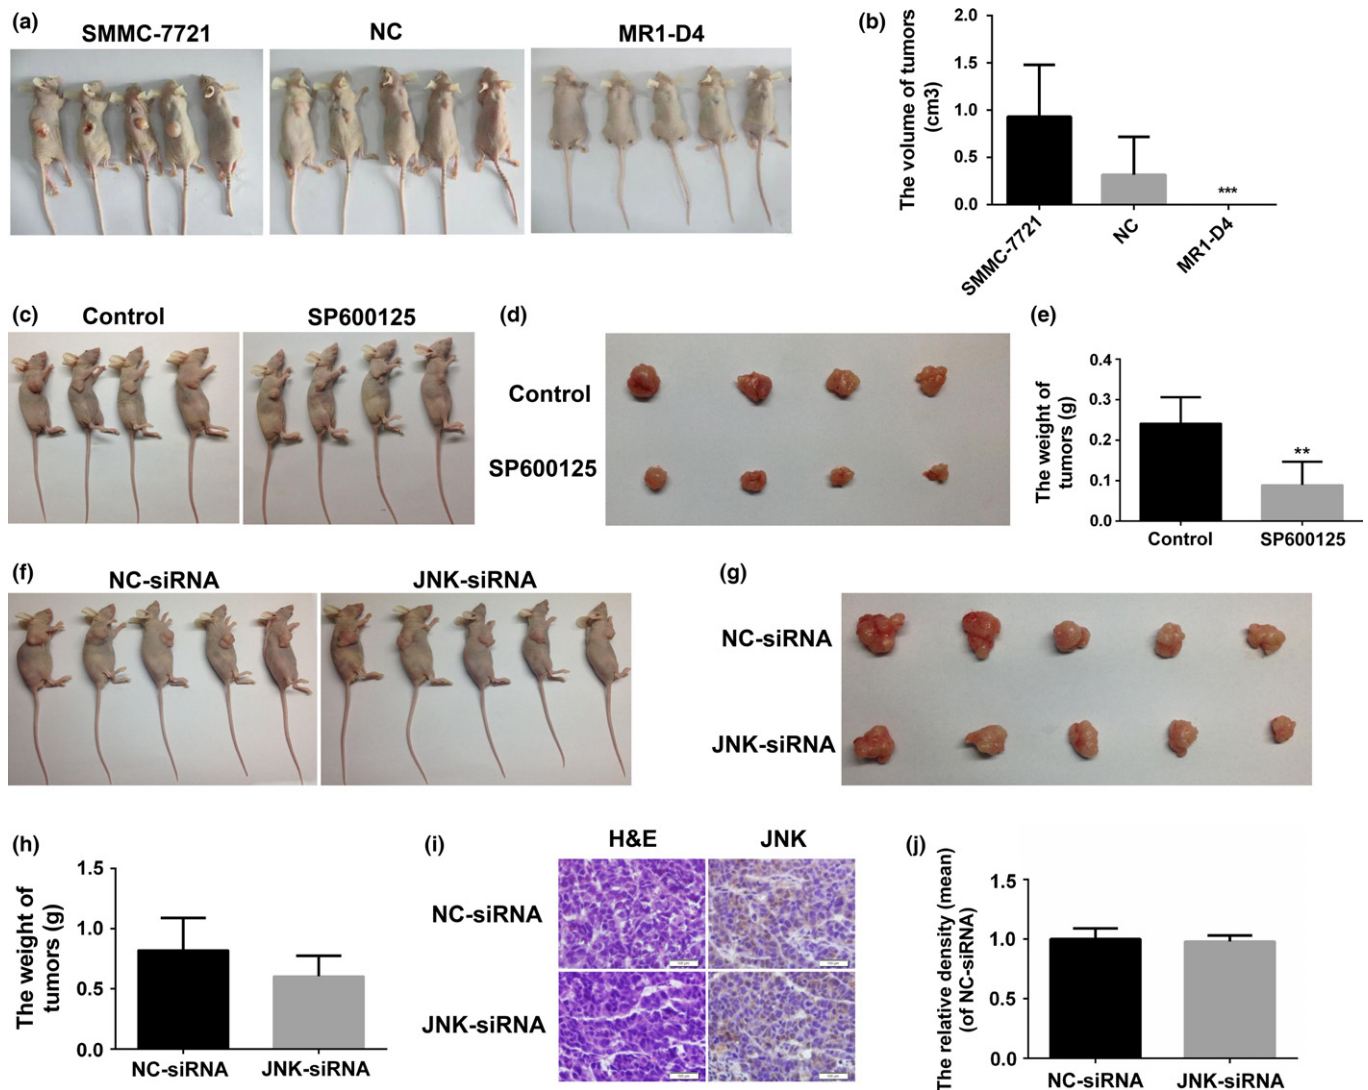 (a)
SMMC-7721 NC MR1-D4
(b)
The volume of tumors
(cm3)
2.0
1.5
1.0
0.5
0.0
***
SMMC-7721
NC
MR1-D4
(c)
Control SP600125
(d)
Control
SP600125
(e)
The weight of
tumors (g)
0.4
0.3
0.2
0.1
0.0
**
Control SP600125
(f)
NC-siRNA JNK-siRNA
(g)
NC-siRNA
JNK-siRNA
(h)
The weight of
tumors (g)
1.5
1.0
0.5
0.0
NC-siRNA JNK-siRNA
(i)
H&E JNK
NC-siRNA
JNK-siRNA
(j)
The relative density (mean)
(of NC-siRNA)
1.5
1.0
0.5
0.0
NC-siRNA JNK-siRNA